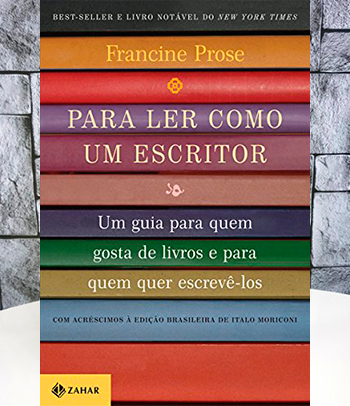 BEST-SELLER E LIVRO NOTÁVEL DO NEW YORK TIMES
Francine Prose
PARA LER COMO
UM ESCRITOR
Um guia para quem
gosta de livros e para
quem quer escrevê-los
COM ACRÉSCIMOS À EDIÇÃO BRASILEIRA DE ITALO MORICONI
ZAHAR